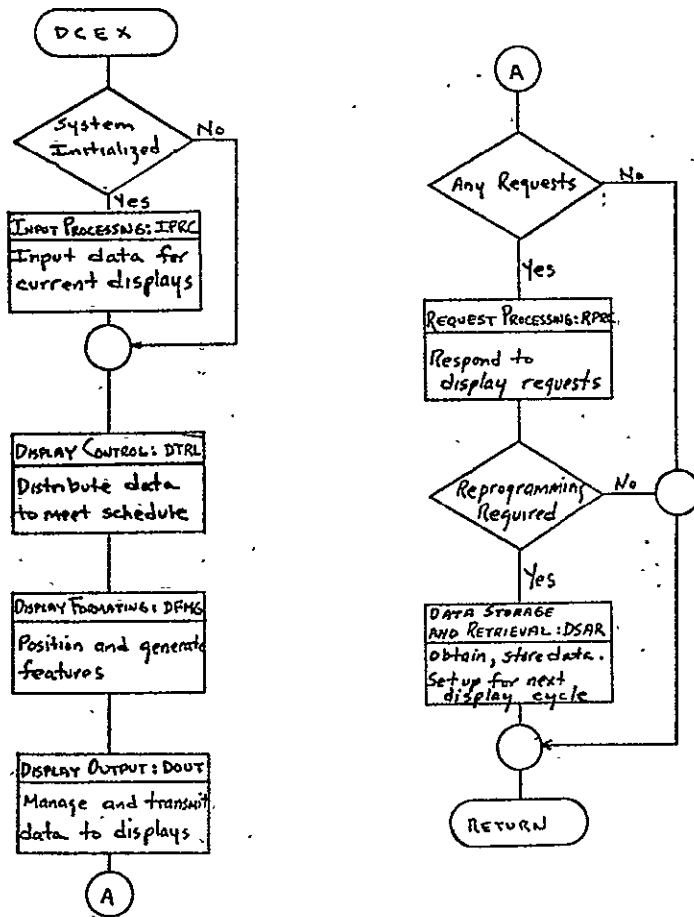 DCEX
System
Initialized
No
Yes
INPUT PROCESSING: IPRC
Input data for
current displays
DISPLAY CONTROL: DTRL
Distribute data
to meet schedule
DISPLAY FORMATING: DFMG
Position and generate
features
DISPLAY OUTPUT: DOUT
Manage and transmit
data to displays
A
A
Any Requests
No
Yes
REQUEST PROCESSING: RPRC
Respond to
display requests
Reprogramming
Required
No
Yes
DATA STORAGE
AND RETRIEVAL: DSAR
Obtain, store data.
Set up for next
display cycle
RETURN